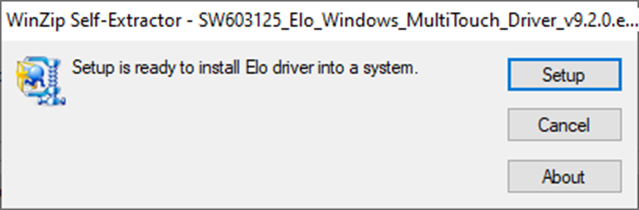 WinZip Self-Extractor - SW603125_Elo_Windows_MultiTouch_Driver_v9.2.0.e...
Setup is ready to install Elo driver into a system.
Setup
Cancel
About